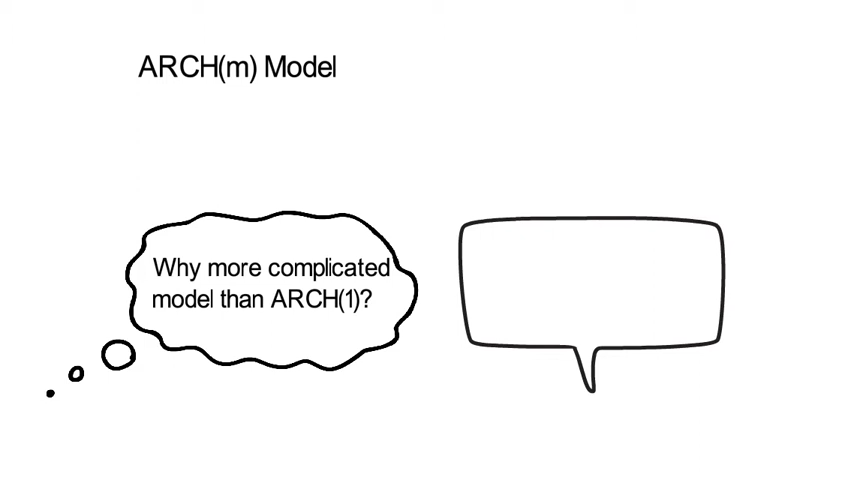 ARCH(m) Model
Why more complicated
model than ARCH(1)?